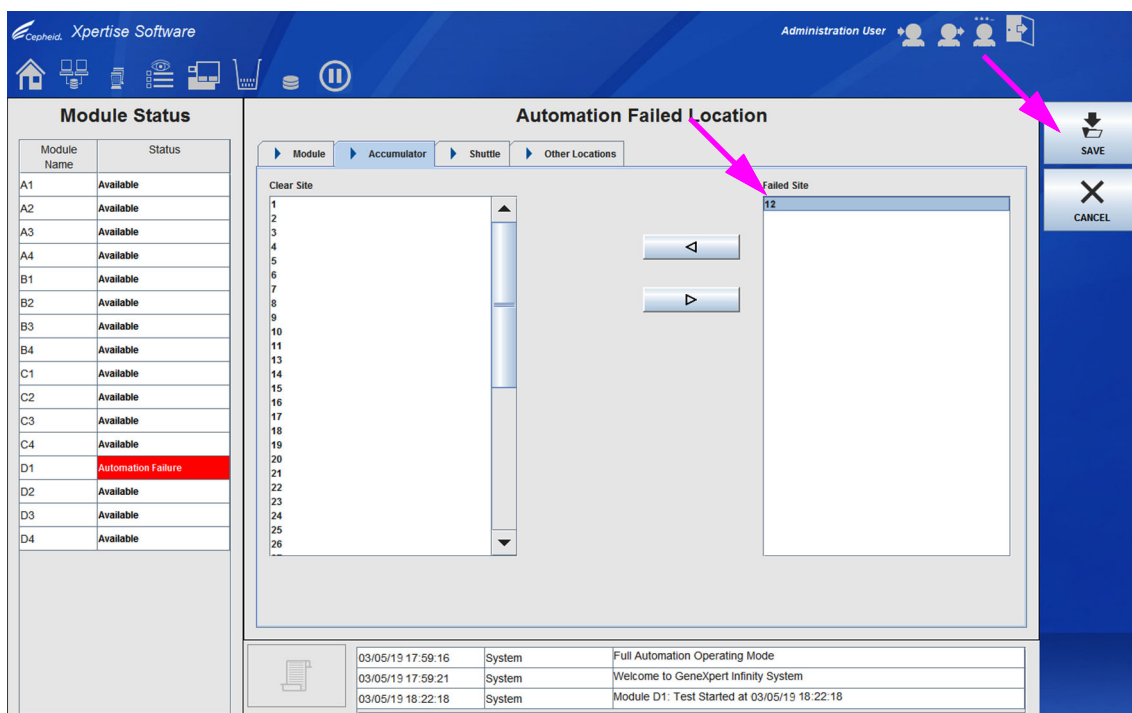 Cepheid. Xpertise Software
Administration User
Module Status
Module Name
Status
A1 Available
A2 Available
A3 Available
A4 Available
B1 Available
B2 Available
B3 Available
B4 Available
C1 Available
C2 Available
C3 Available
C4 Available
D1 Automation Failure
D2 Available
D3 Available
D4 Available
Automation Failed Location
Module Accumulator Shuttle Other Locations
Clear Site
1
2
3
4
5
6
7
8
9
10
11
13
14
15
16
17
18
19
20
21
22
23
24
25
26
Failed Site
12
SAVE
CANCEL
03/05/19 17:59:16 System Full Automation Operating Mode
03/05/19 17:59:21 System Welcome to GeneXpert Infinity System
03/05/19 18:22:18 System Module D1: Test Started at 03/05/19 18:22:18